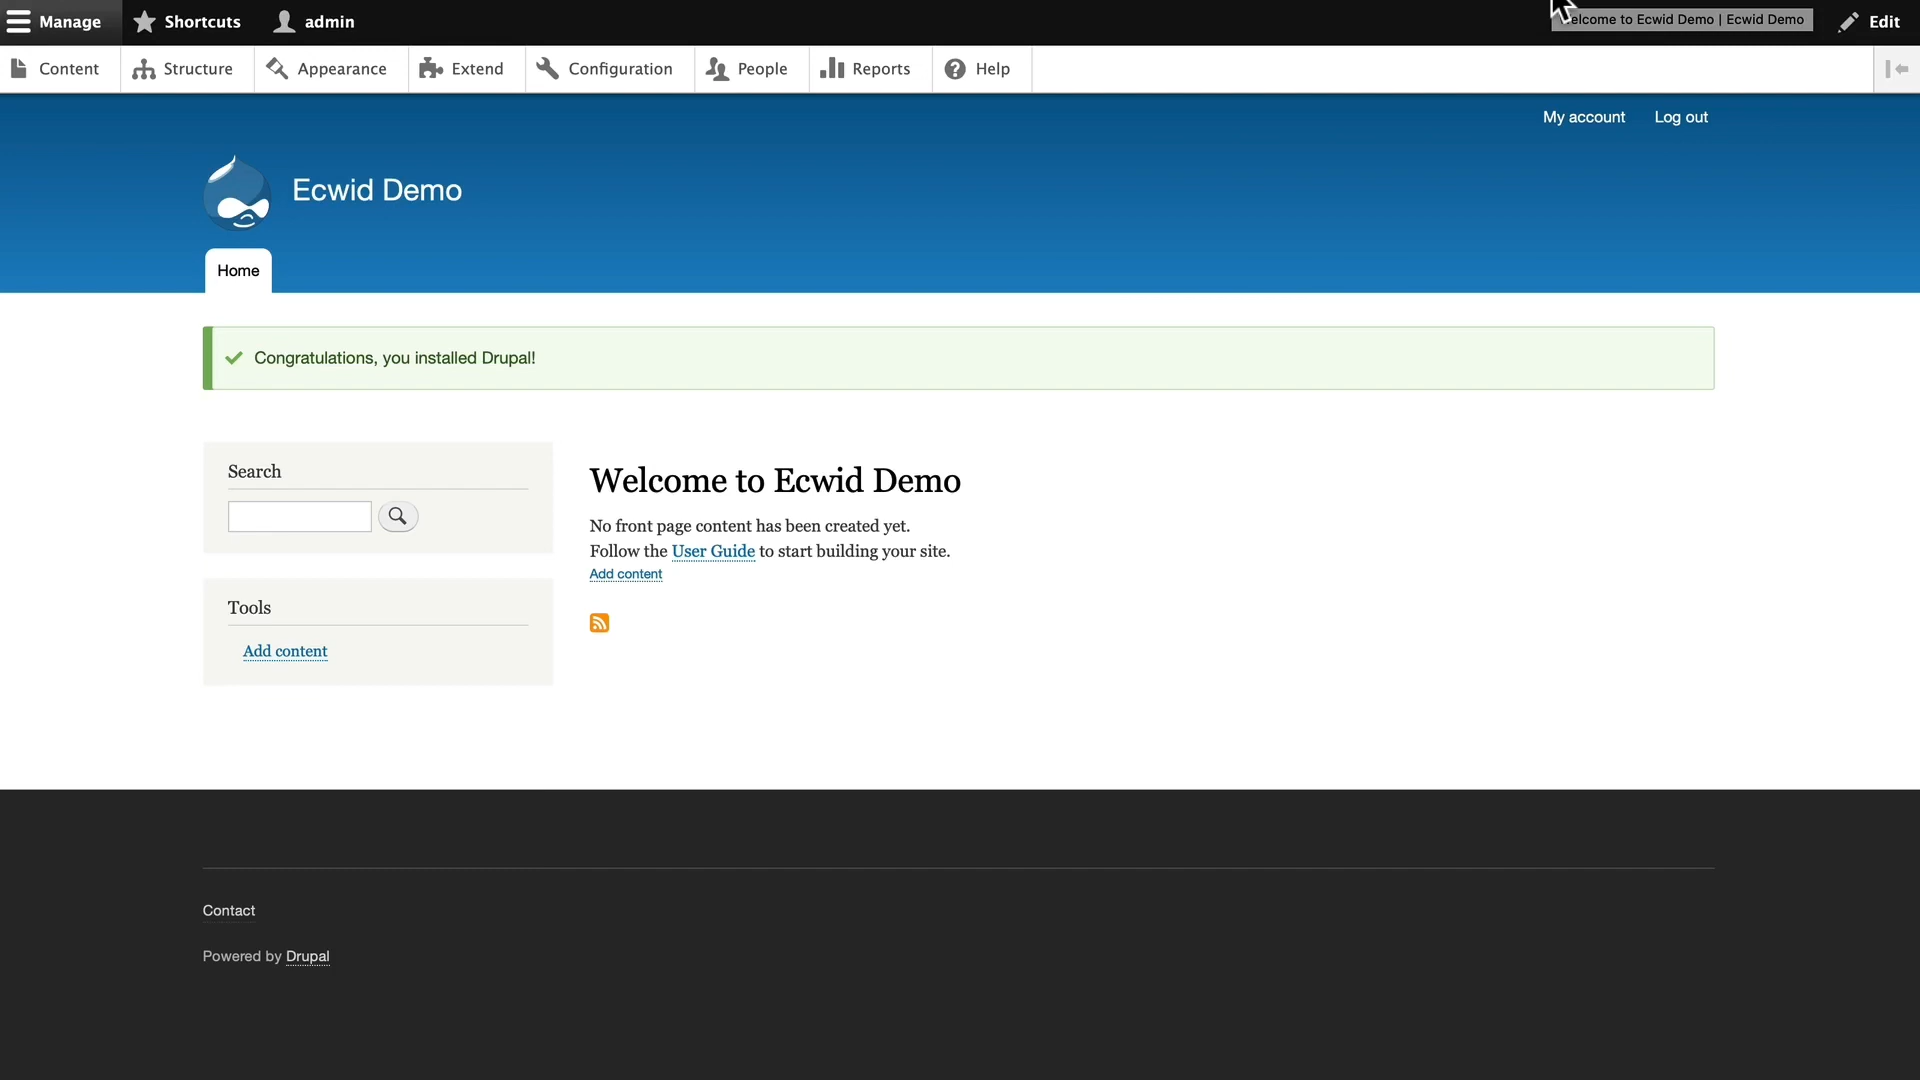 Manage
Shortcuts
admin
elcome to Ecwid Demo | Ecwid Demo
Edit
Content
Structure
Appearance
Extend
Configuration
People
Reports
Help
My account
Log out
Ecwid Demo
Home
Congratulations, you installed Drupal!
Search
Welcome to Ecwid Demo
No front page content has been created yet.
Follow the User Guide to start building your site.
Add content
Tools
Add content
Contact
Powered by Drupal